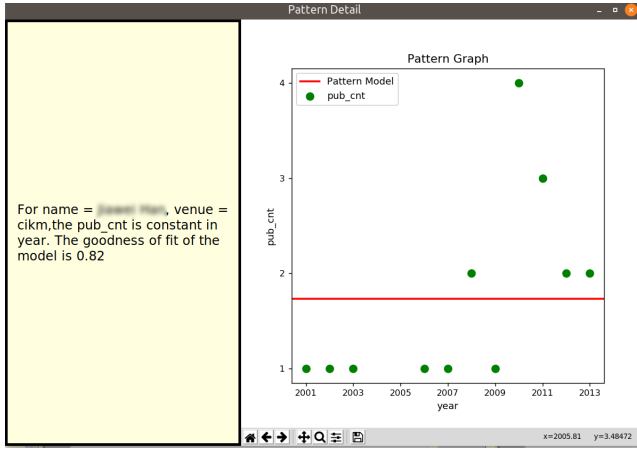 Pattern Detail
For name = , venue =
cikm,the pub_cnt is constant in
year. The goodness of fit of the
model is 0.82
Pattern Graph
Pattern Model
pub_cnt
pub_cnt
4
3
2
1
2001 2003 2005 2007 2009 2011 2013
year
x=2005.81 y=3.48472